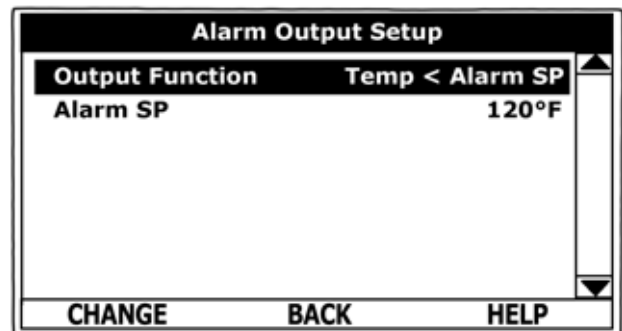 Alarm Output Setup
Output Function Temp < Alarm SP
Alarm SP 120°F
CHANGE BACK HELP